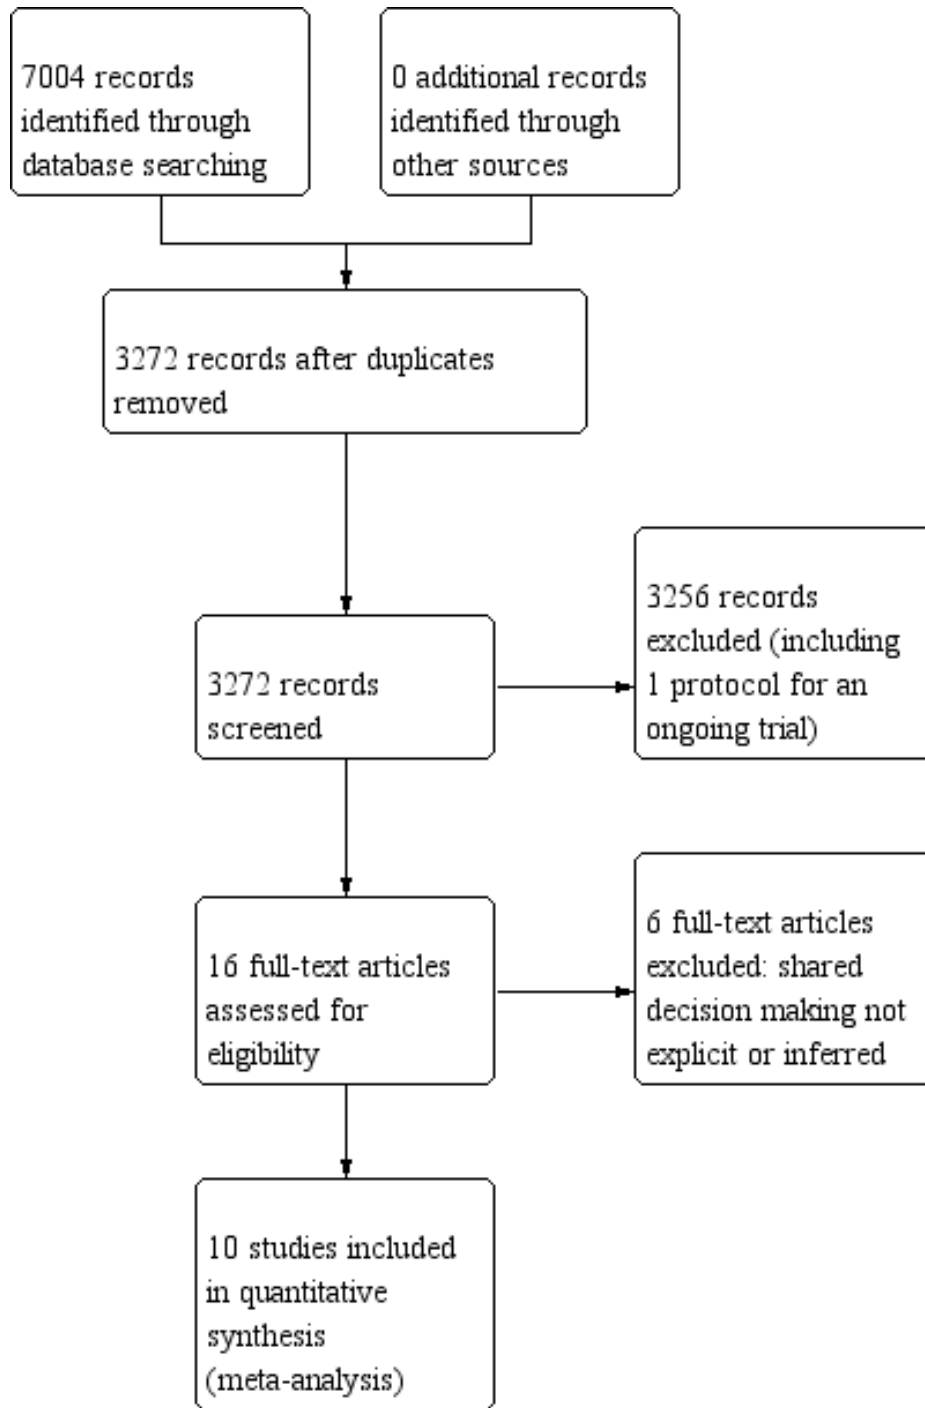 7004 records
identified through
database searching
0 additional records
identified through
other sources
3272 records after duplicates
removed
3272 records
screened
3256 records
excluded (including
1 protocol for an
ongoing trial)
16 full-text articles
assessed for
eligibility
6 full-text articles
excluded: shared
decision making not
explicit or inferred
10 studies included
in quantitative
synthesis
(meta-analysis)